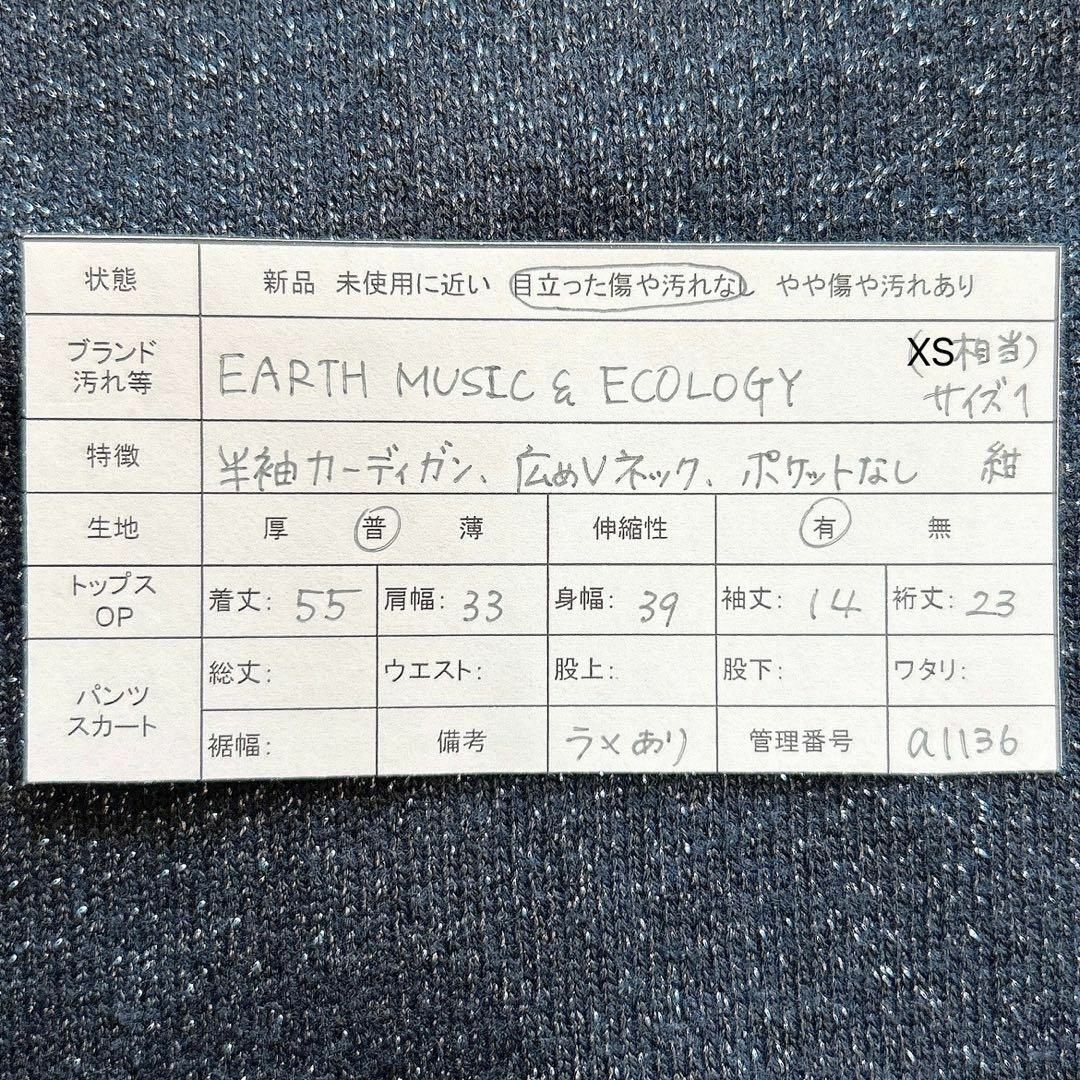 状態 新品 未使用に近い 目立った傷や汚れなし やや傷や汚れあり
ブランド
汚れ等
EARTH MUSIC & ECOLOGY
(XS相当)
サイズ1
特徴 半袖カーディガン、広めVネック、ポケットなし 紺
生地 厚 普 薄 伸縮性 有 無
トップス
OP
着丈: 55 肩幅: 33 身幅: 39 袖丈: 14 裄丈: 23
パンツ
スカート
総丈: ウエスト: 股上: 股下: ワタリ:
裾幅: 備考 ラメあり 管理番号 a1136